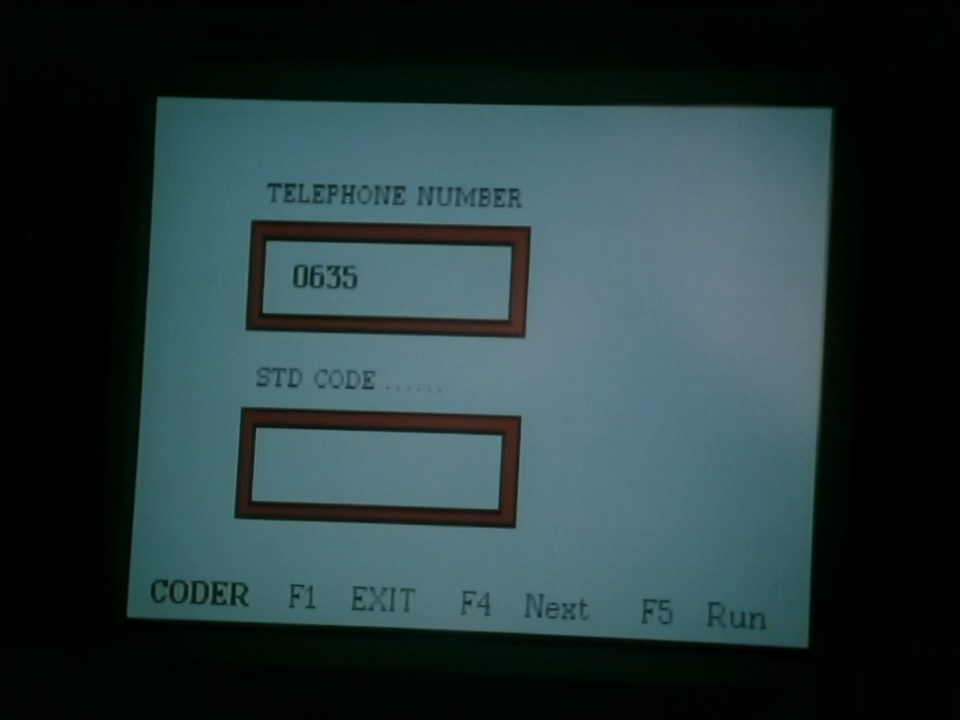 TELEPHONE NUMBER
0635
STD CODE ......
CODER F1 EXIT F4 Next F5 Run